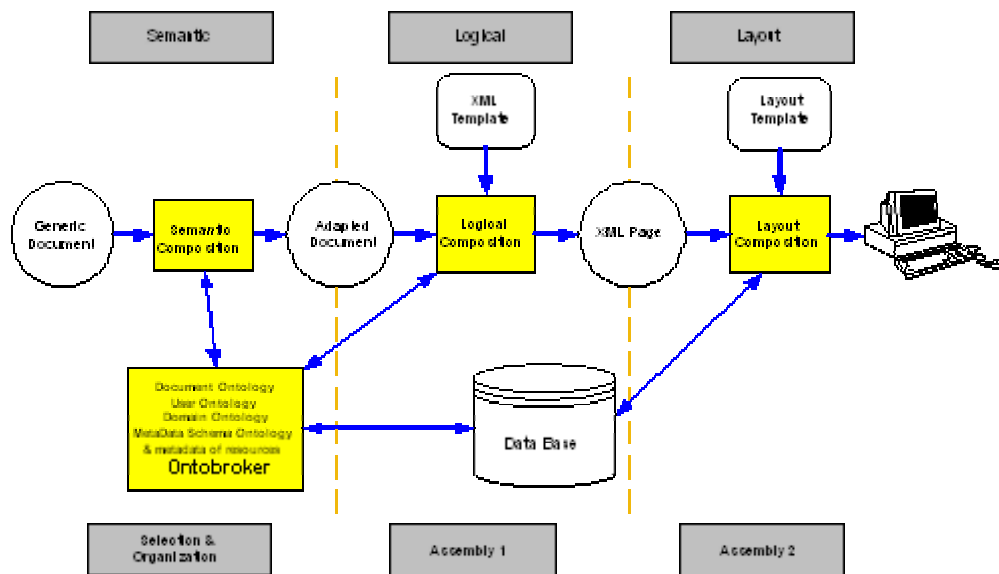 Semantic
Logical
Layout
XML
Template
Layout
Template
Generic
Document
Semantic
Composition
Adapted
Document
Logical
Composition
XML Page
Layout
Composition
Document Ontology
User Ontology
Domain Ontology
MetaData Schema Ontology
& metadata of resources
Ontobroker
Data Base
Selection &
Organization
Assembly 1
Assembly 2